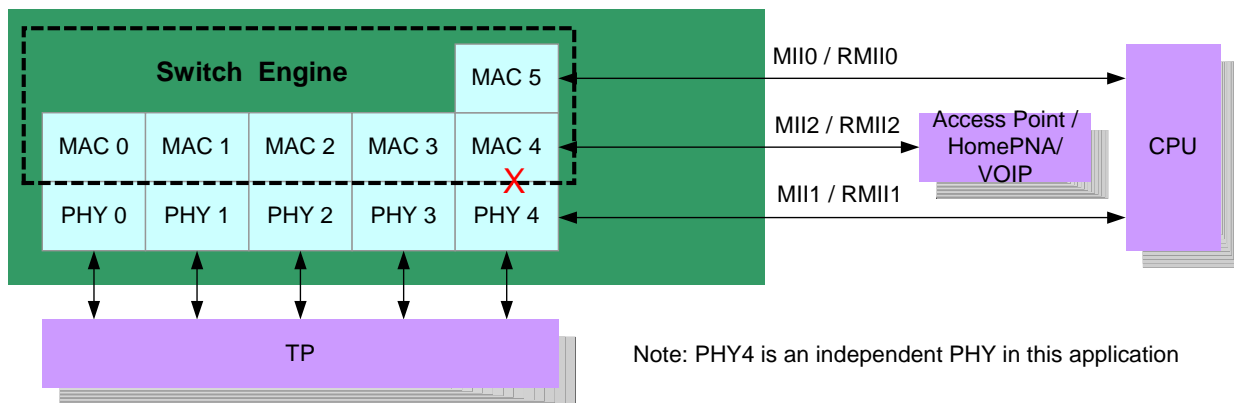 Switch Engine
MAC 5
MII0 / RMII0
MAC 0
MAC 1
MAC 2
MAC 3
MAC 4
MII2 / RMII2
Access Point /
HomePNA/
VOIP
CPU
X
PHY 0
PHY 1
PHY 2
PHY 3
PHY 4
MII1 / RMII1
TP
Note: PHY4 is an independent PHY in this application